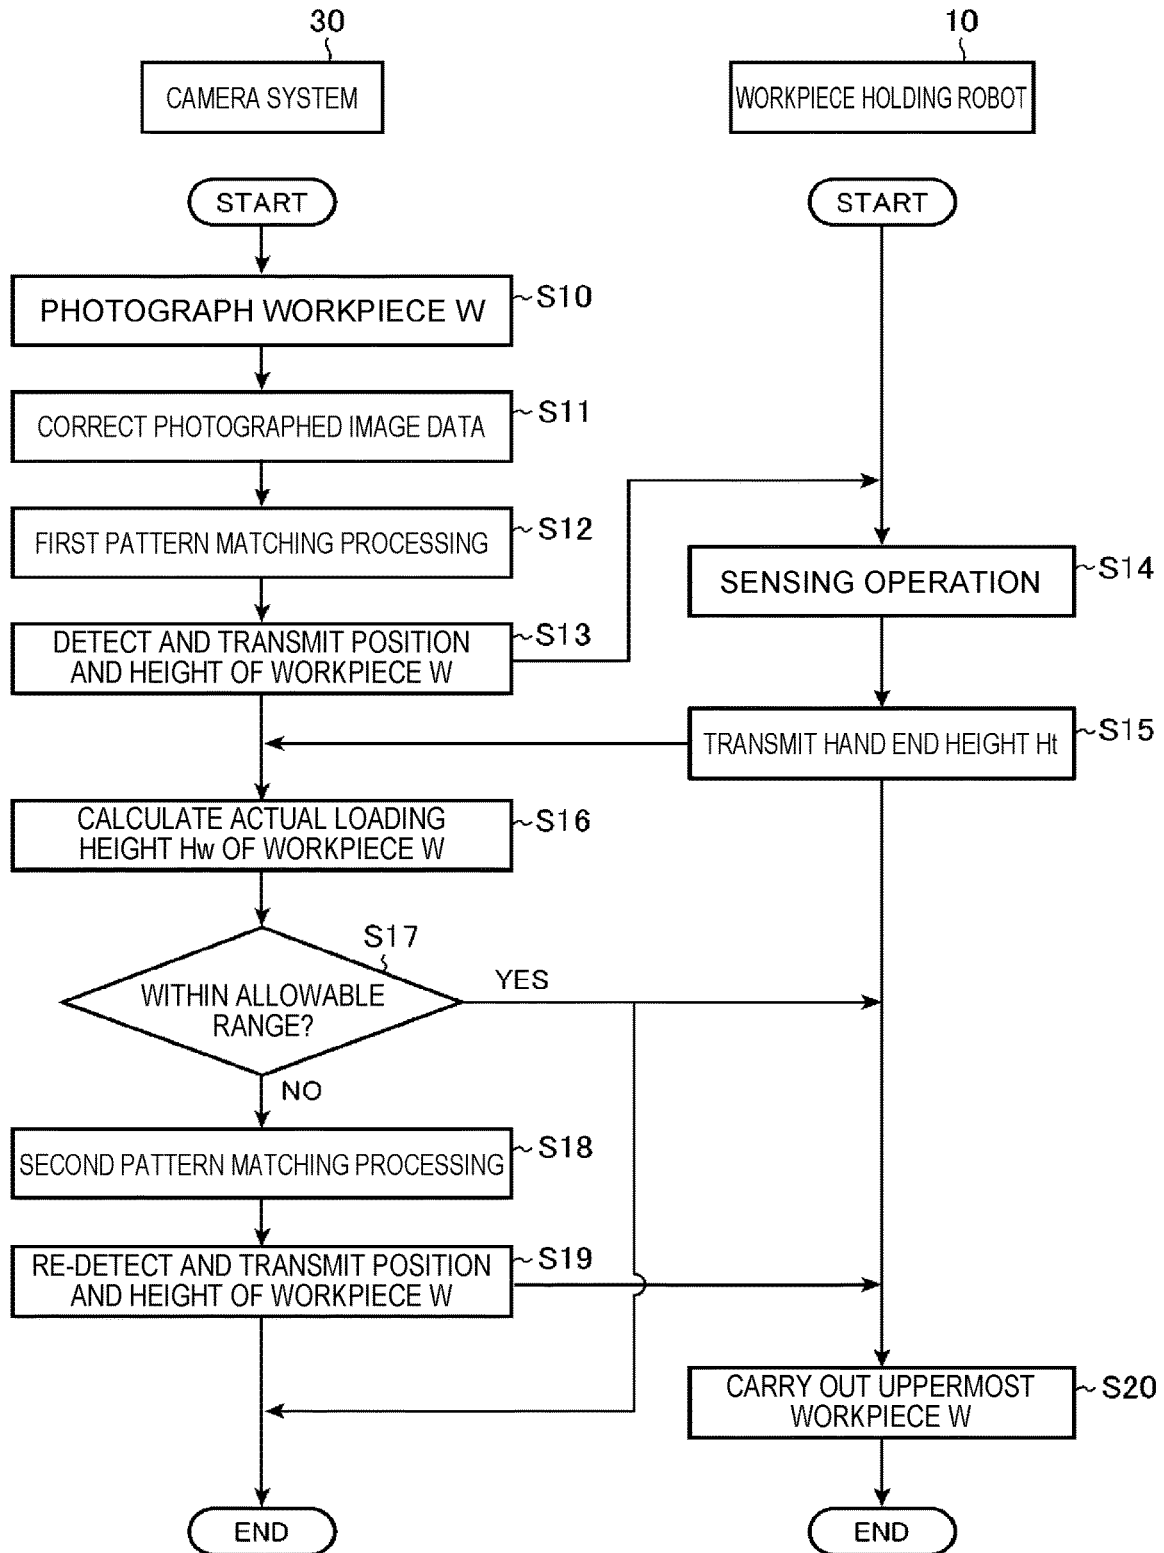 30
10
CAMERA SYSTEM
WORKPIECE HOLDING ROBOT
START
START
PHOTOGRAPH WORKPIECE W
S10
CORRECT PHOTOGRAPHED IMAGE DATA
S11
FIRST PATTERN MATCHING PROCESSING
S12
SENSING OPERATION
S14
DETECT AND TRANSMIT POSITION
AND HEIGHT OF WORKPIECE W
S13
TRANSMIT HAND END HEIGHT Ht
S15
CALCULATE ACTUAL LOADING
HEIGHT Hw OF WORKPIECE W
S16
S17
WITHIN ALLOWABLE
RANGE?
YES
NO
SECOND PATTERN MATCHING PROCESSING
S18
RE-DETECT AND TRANSMIT POSITION
AND HEIGHT OF WORKPIECE W
S19
CARRY OUT UPPERMOST
WORKPIECE W
S20
END
END